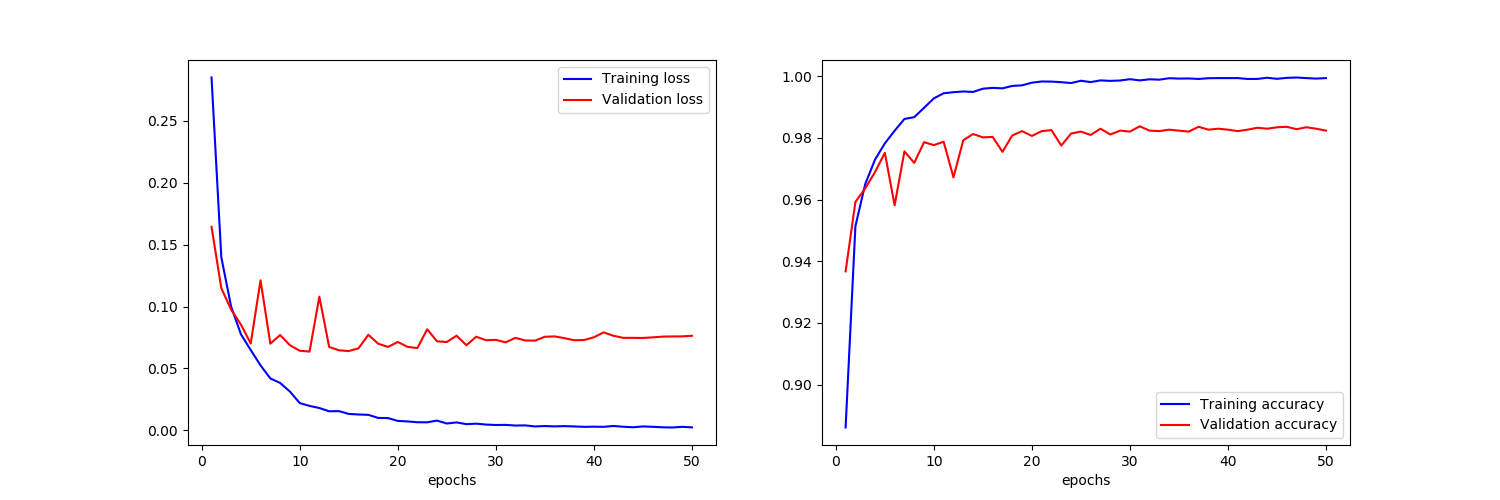 Training loss
Validation loss
0.25
0.20
0.15
0.10
0.05
0.00
0 10 20 30 40 50
epochs
1.00
0.98
0.96
0.94
0.92
0.90
Training accuracy
Validation accuracy
0 10 20 30 40 50
epochs